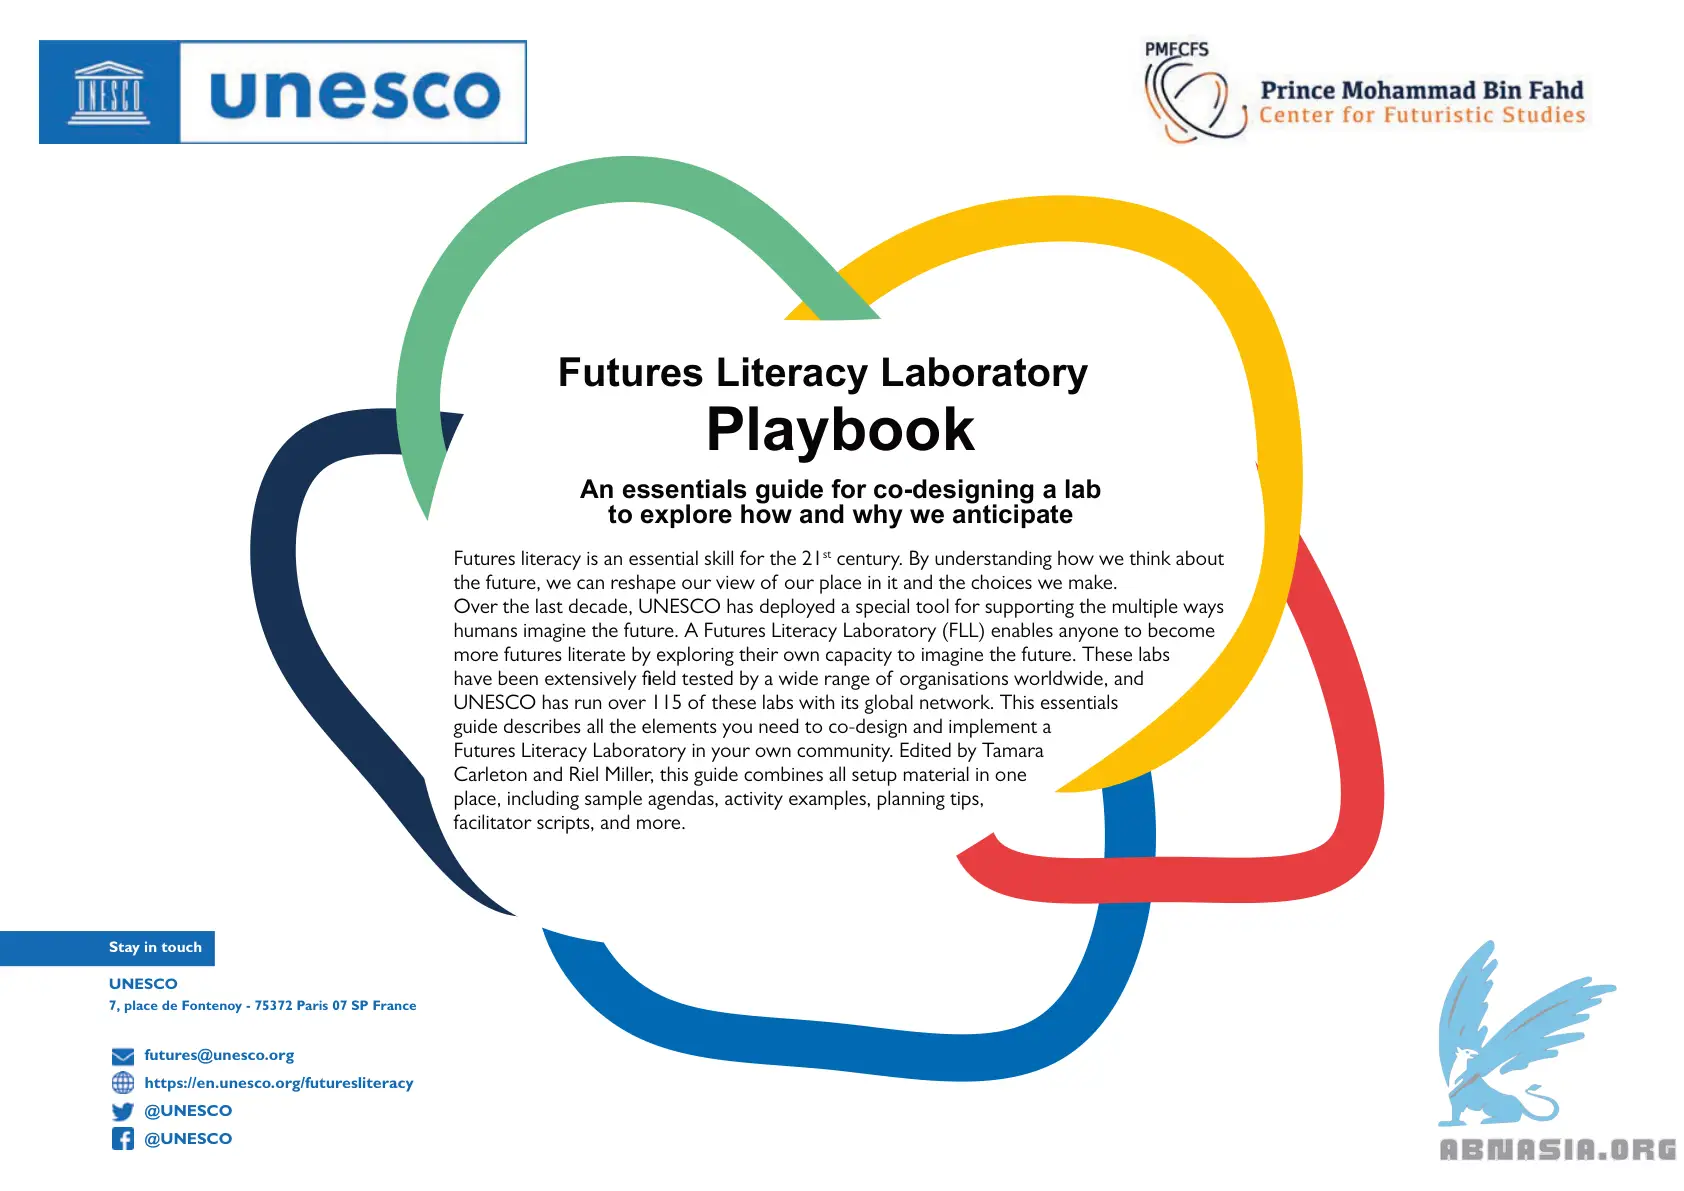 UNESCO
unesco
PMFCFS
Prince Mohammad Bin Fahd
Center for Futuristic Studies
Futures Literacy Laboratory
Playbook
An essentials guide for co-designing a lab
to explore how and why we anticipate
Futures literacy is an essential skill for the 21st century. By understanding how we think about
the future, we can reshape our view of our place in it and the choices we make.
Over the last decade, UNESCO has deployed a special tool for supporting the multiple ways
humans imagine the future. A Futures Literacy Laboratory (FLL) enables anyone to become
more futures literate by exploring their own capacity to imagine the future. These labs
have been extensively field tested by a wide range of organisations worldwide, and
UNESCO has run over 115 of these labs with its global network. This essentials
guide describes all the elements you need to co-design and implement a
Futures Literacy Laboratory in your own community. Edited by Tamara
Carleton and Riel Miller, this guide combines all setup material in one
place, including sample agendas, activity examples, planning tips,
facilitator scripts, and more.
Stay in touch
UNESCO
7, place de Fontenoy - 75372 Paris 07 SP France
futures@unesco.org
https://en.unesco.org/futuresliteracy
@UNESCO
@UNESCO
ABNASIA.ORG